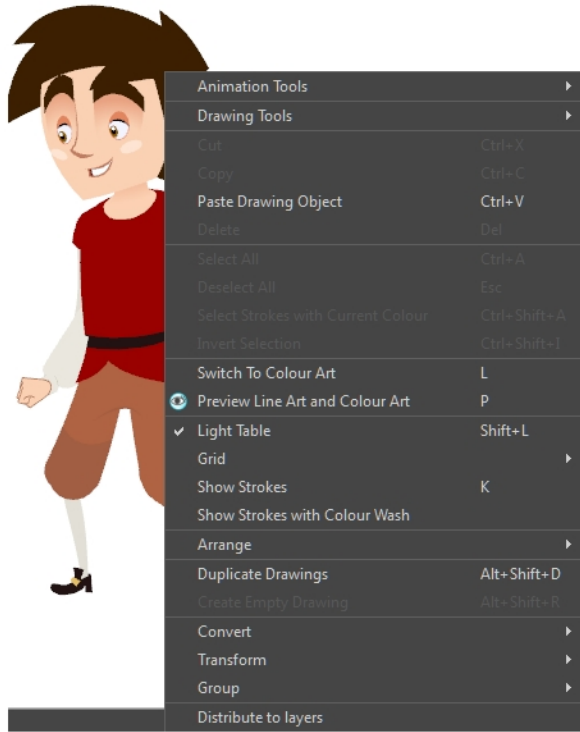 Animation Tools
Drawing Tools
Cut Ctrl+X
Copy Ctrl+C
Paste Drawing Object Ctrl+V
Delete Del
Select All Ctrl+A
Deselect All Esc
Select Strokes with Current Colour Ctrl+Shift+A
Invert Selection Ctrl+Shift+I
Switch To Colour Art L
Preview Line Art and Colour Art P
Light Table Shift+L
Grid
Show Strokes K
Show Strokes with Colour Wash
Arrange
Duplicate Drawings Alt+Shift+D
Create Empty Drawing Alt+Shift+R
Convert
Transform
Group
Distribute to layers